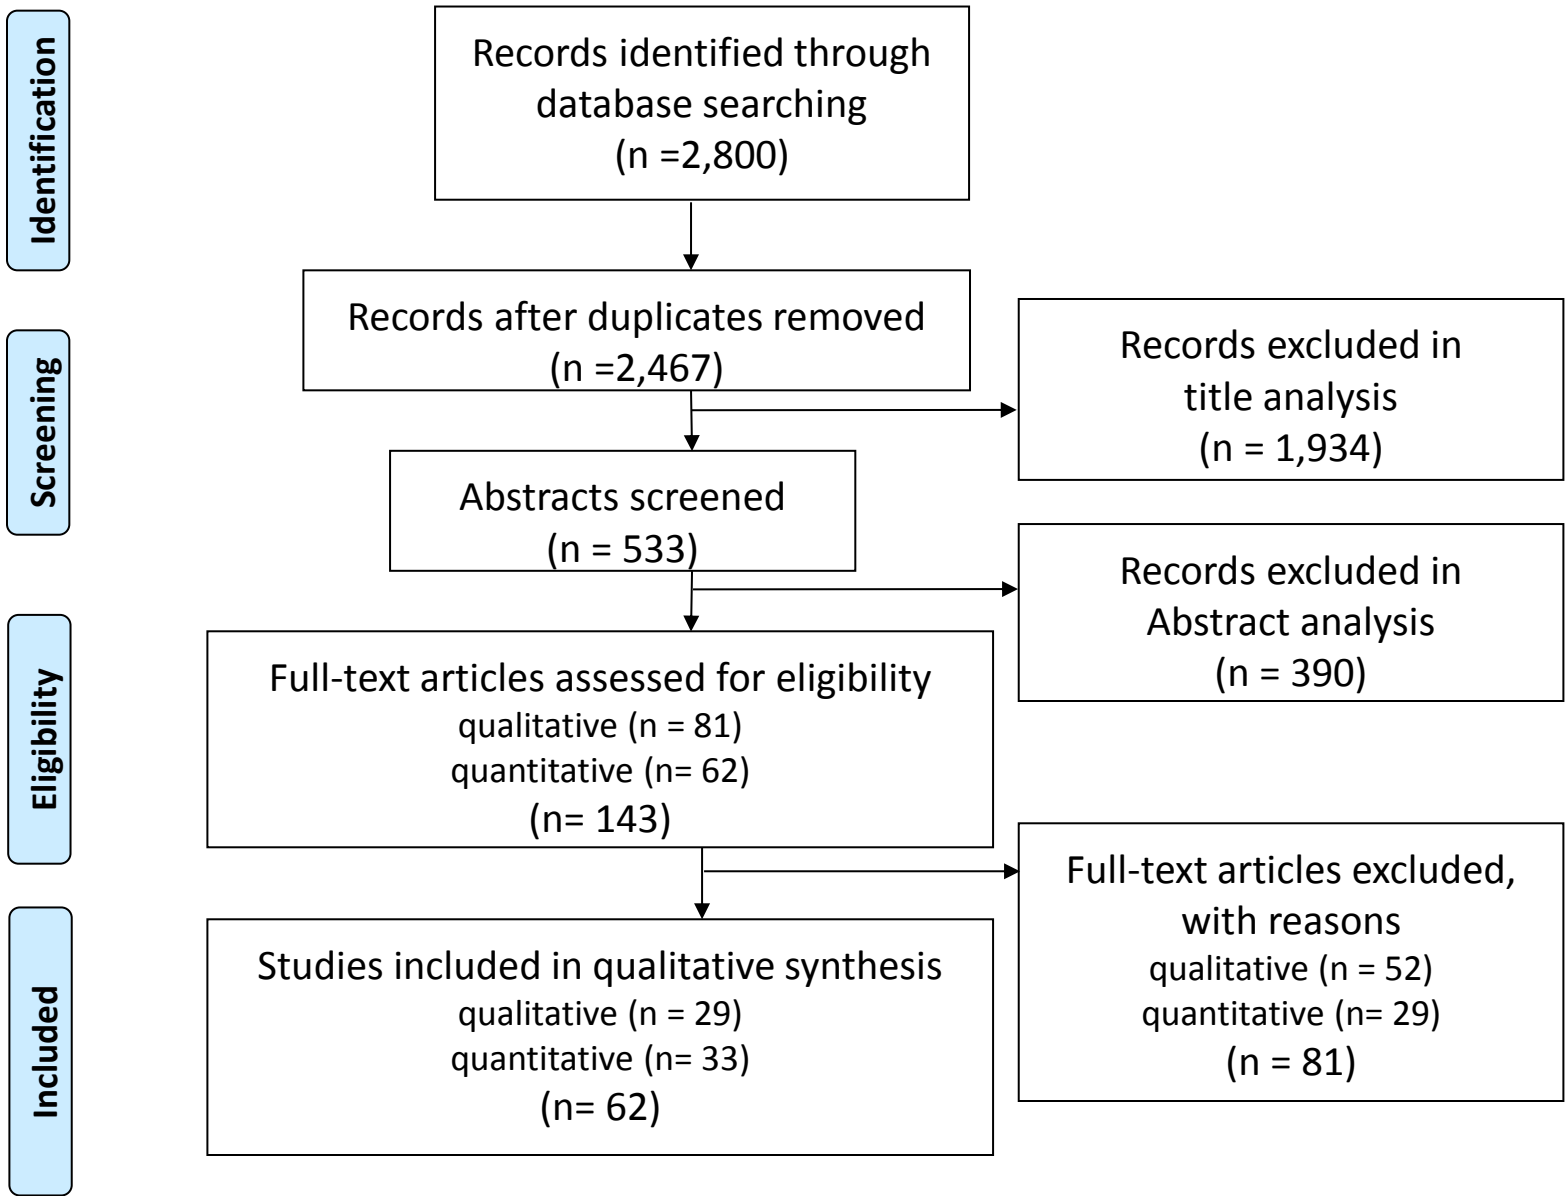 Identification
Records identified through
database searching
(n =2,800)
Records after duplicates removed
(n =2,467)
Screening
Records excluded in
title analysis
(n = 1,934)
Abstracts screened
(n = 533)
Records excluded in
Abstract analysis
(n = 390)
Eligibility
Full-text articles assessed for eligibility
qualitative (n = 81)
quantitative (n= 62)
(n= 143)
Full-text articles excluded,
with reasons
qualitative (n = 52)
quantitative (n= 29)
(n = 81)
Included
Studies included in qualitative synthesis
qualitative (n = 29)
quantitative (n= 33)
(n= 62)